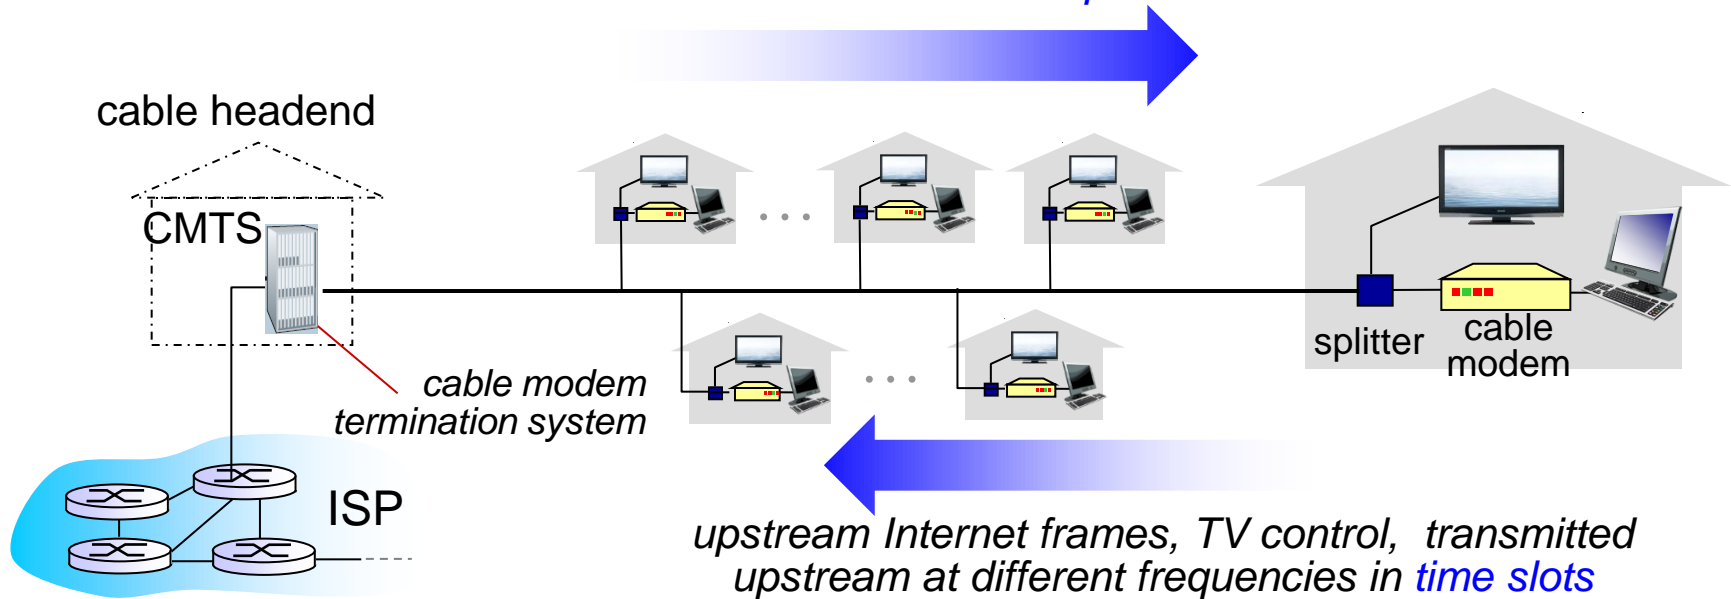 cable headend
CMTS
splitter
cable
modem
cable modem
termination system
ISP
upstream Internet frames, TV control, transmitted
upstream at different frequencies in time slots